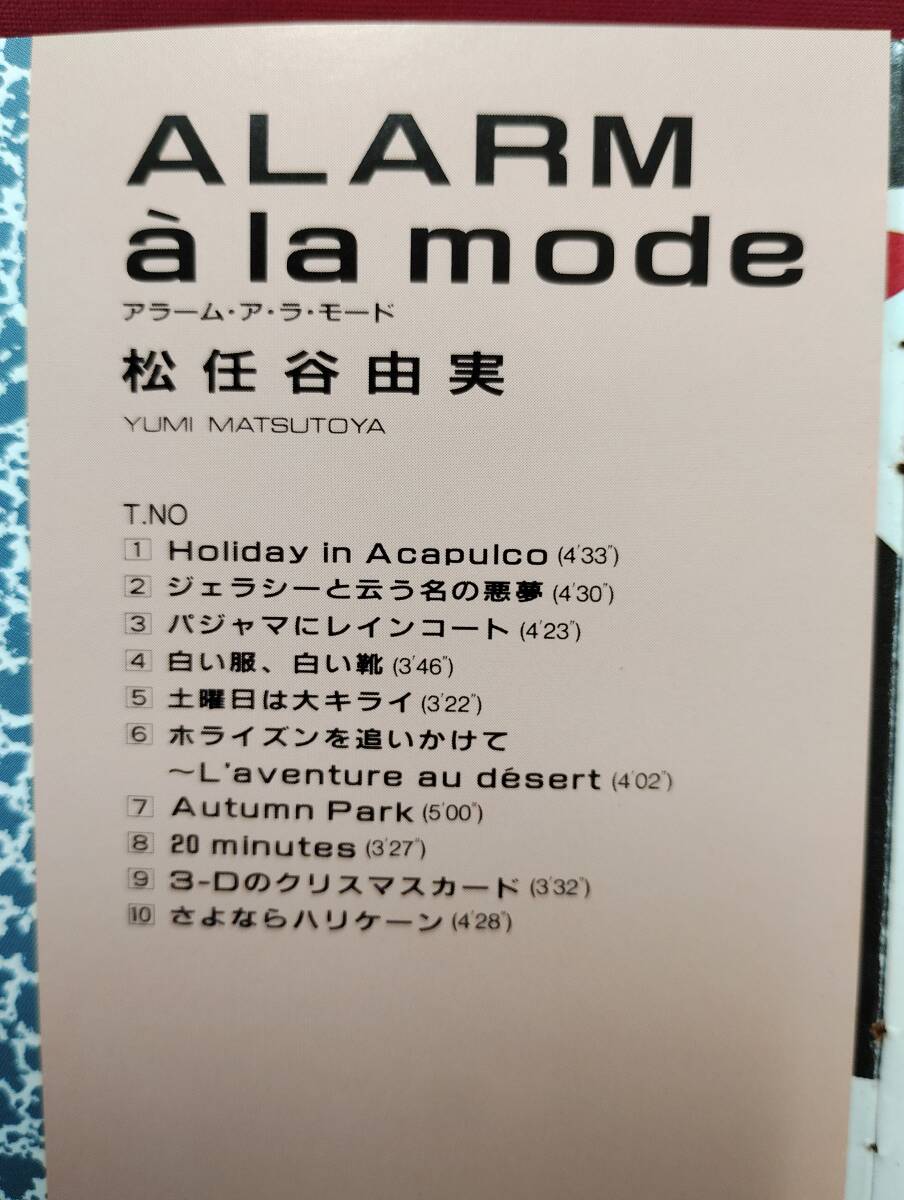 ALARM
à la mode
アラーム・ア・ラ・モード
松任谷由実
YUMI MATSUTOYA
T.NO
1 Holiday in Acapulco (4'33")
2 ジェラシーと云う名の悪夢 (4'30")
3 パジャマにレインコート (4'23")
4 白い服、白い靴 (3'46")
5 土曜日は大キライ (3'22")
6 ホライズンを追いかけて
～L'aventure au désert (4'02")
7 Autumn Park (5'00")
8 20 minutes (3'27")
9 3-Dのクリスマスカード (3'32")
10 さよならハリケーン (4'28")